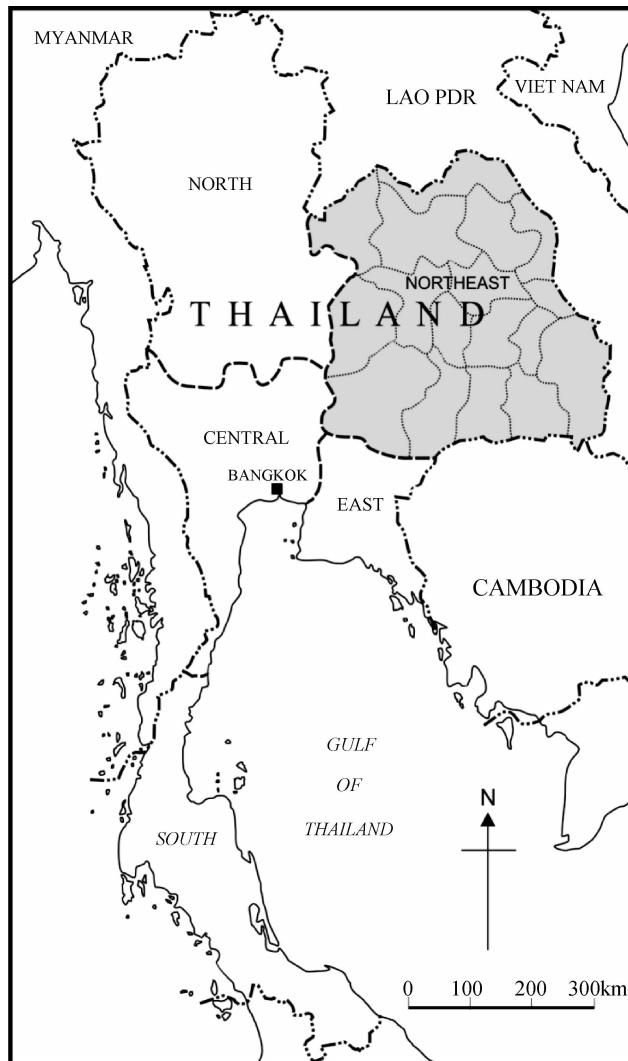 MYANMAR
LAO PDR
VIET NAM
NORTH
NORTHEAST
THAILAND
CENTRAL
BANGKOK
EAST
CAMBODIA
GULF
OF
THAILAND
SOUTH
N
0 100 200 300km